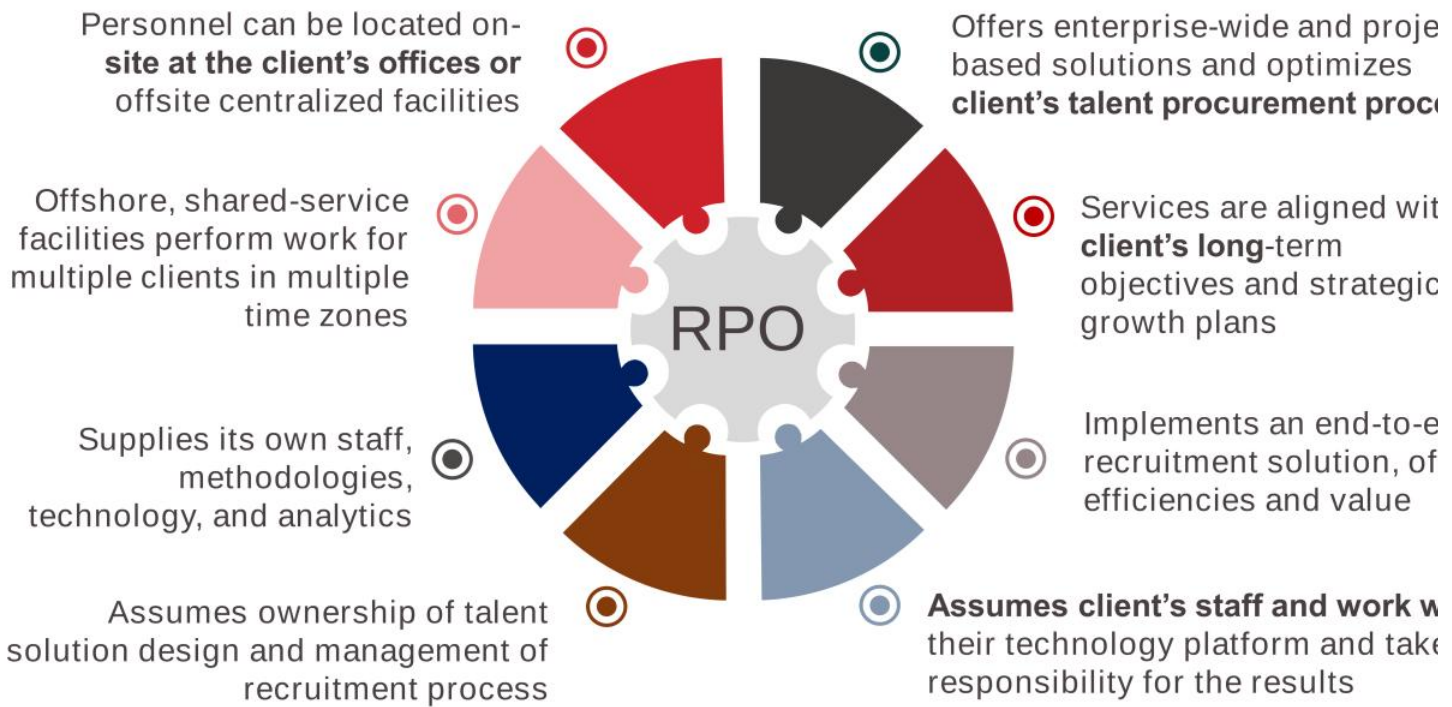 Personnel can be located on-
site at the client's offices or
offsite centralized facilities
Offshore, shared-service
facilities perform work for
multiple clients in multiple
time zones
Supplies its own staff,
methodologies,
technology, and analytics
Assumes ownership of talent
solution design and management of
recruitment process
RPO
Offers enterprise-wide and proje
based solutions and optimizes
client's talent procurement proc
Services are aligned wit
client's long-term
objectives and strategic
growth plans
Implements an end-to-e
recruitment solution, of
efficiencies and value
Assumes client's staff and work w
their technology platform and take
responsibility for the results